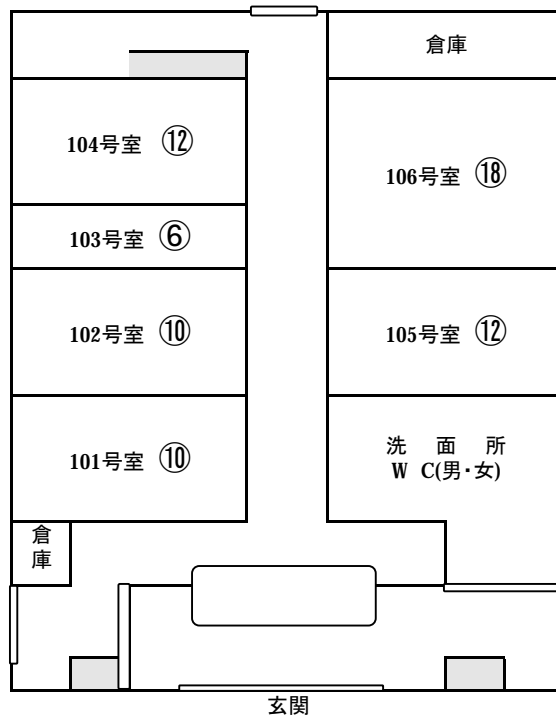 倉庫
104号室 ⑫
106号室 ⑱
103号室 ⑥
102号室 ⑩
105号室 ⑫
101号室 ⑩
洗 面 所
W C(男・女)
倉
庫
玄関